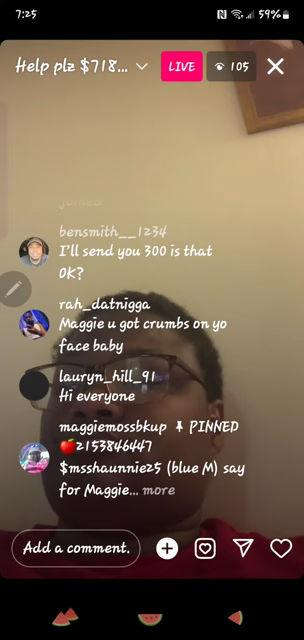 7:25
59%
Help plz $718...
LIVE
105
joined
bensmith__1234
I'll send you 300 is that
OK?
rah_datnigga
Maggie u got crumbs on yo
face baby
lauryn_hill_91
Hi everyone
maggiemossbkup PINNED
🍎2153846447
$msshaunnie25 (blue M) say
for Maggie... more
Add a comment.